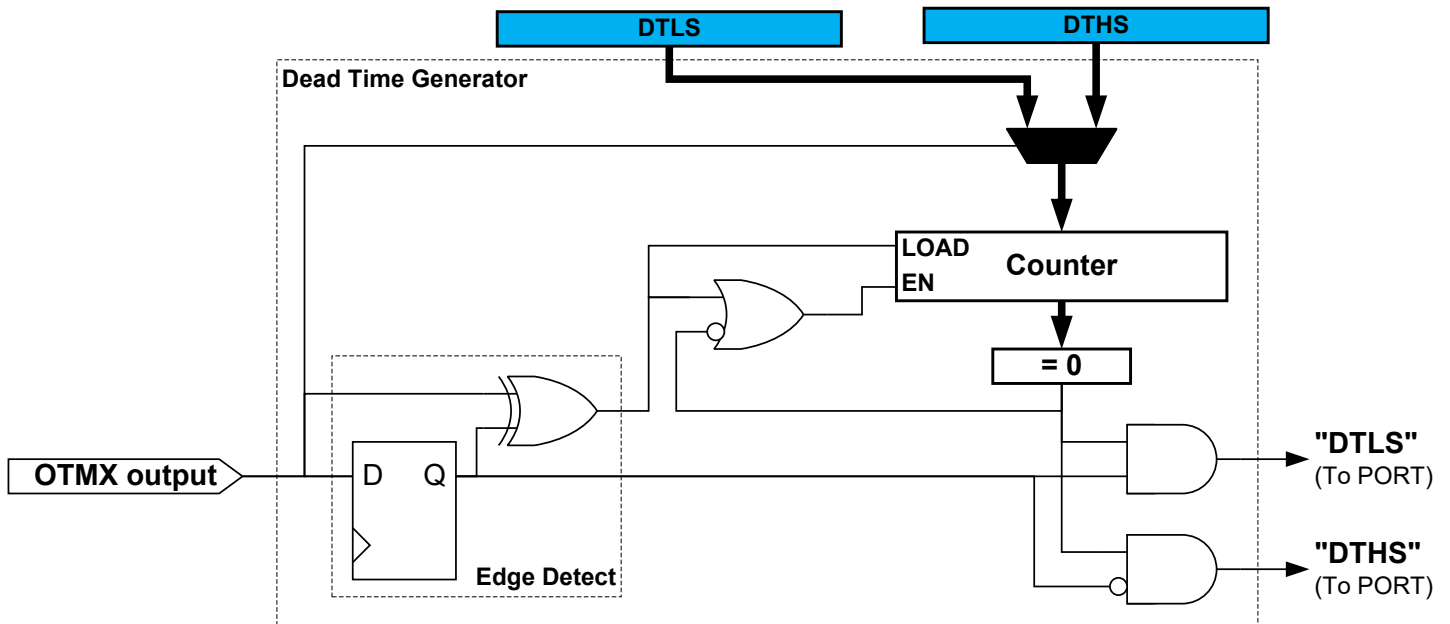 DTLS
DTHS
Dead Time Generator
LOAD
Counter
EN
= 0
OTMX output
D
Q
Edge Detect
"DTLS"
(To PORT)
"DTHS"
(To PORT)